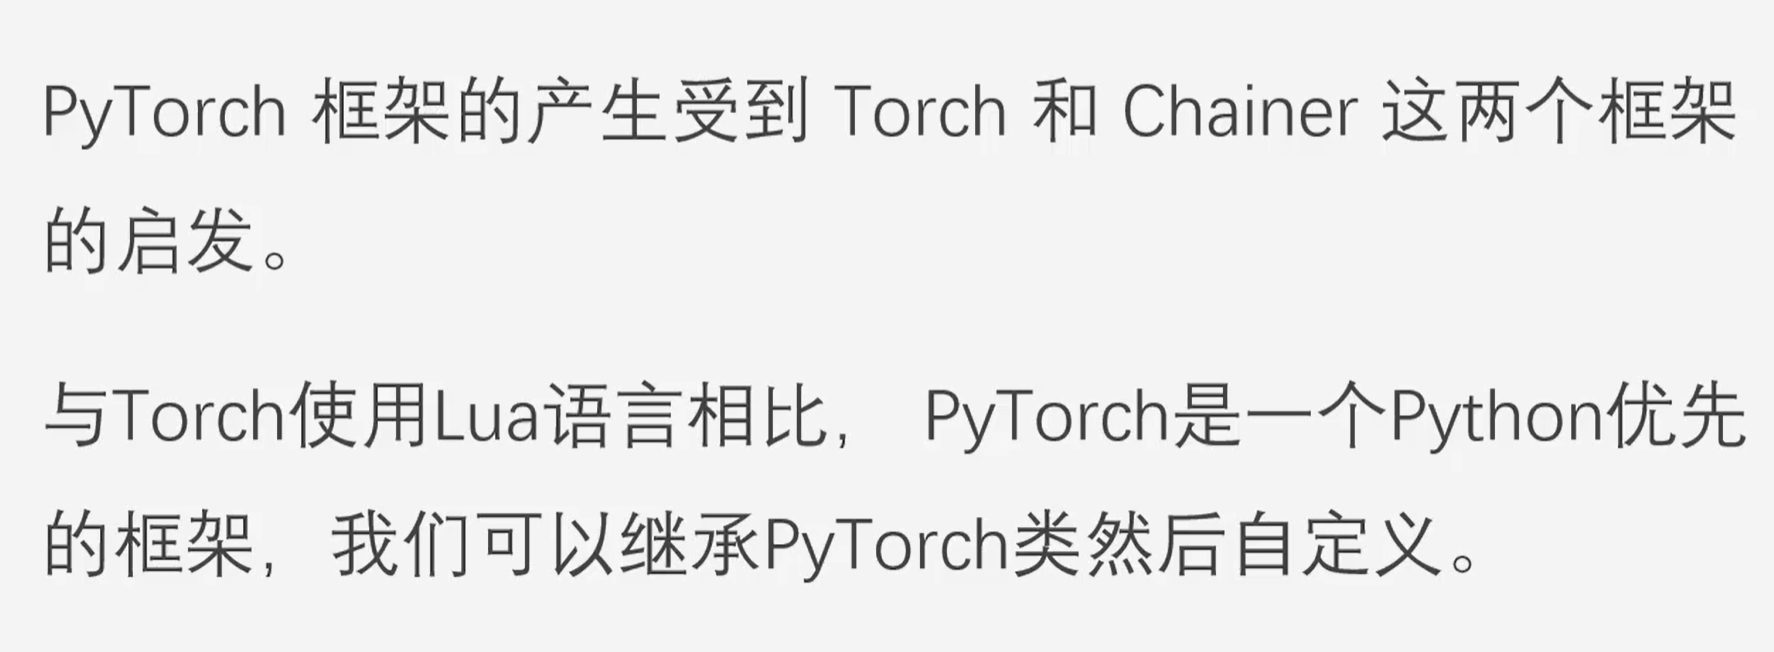 PyTorch 框架的产生受到 Torch 和 Chainer 这两个框架
的启发。
与Torch使用Lua语言相比， PyTorch是一个Python优先
的框架，我们可以继承PyTorch类然后自定义。